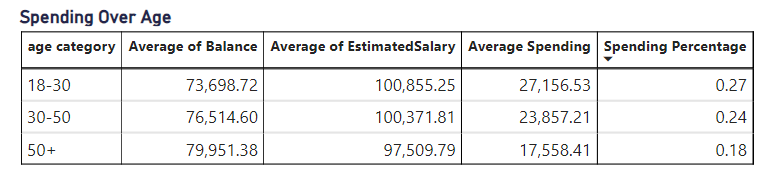 Spending Over Age
age category Average of Balance Average of EstimatedSalary Average Spending Spending Percentage
18-30 73,698.72 100,855.25 27,156.53 0.27
30-50 76,514.60 100,371.81 23,857.21 0.24
50+ 79,951.38 97,509.79 17,558.41 0.18